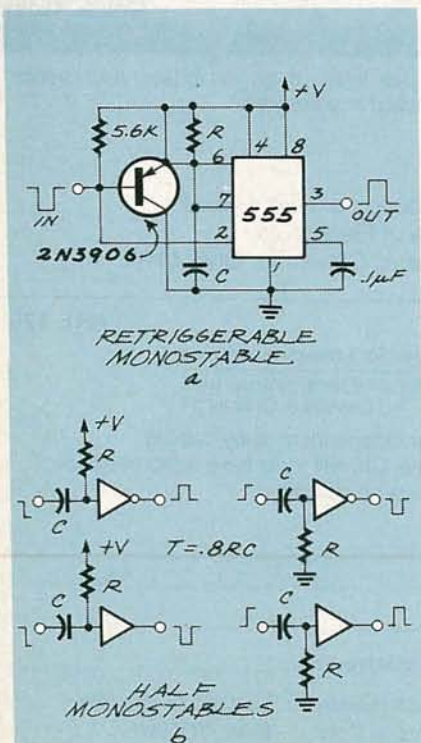 +V
5.6K
R
6
4
8
7
555
3
IN
OUT
2
5
2N3906
C
1
.1µF
RETRIGGERABLE
MONOSTABLE
a
+V
R
R
C
C
T=.8RC
+V
R
R
C
C
HALF
MONOSTABLES
b